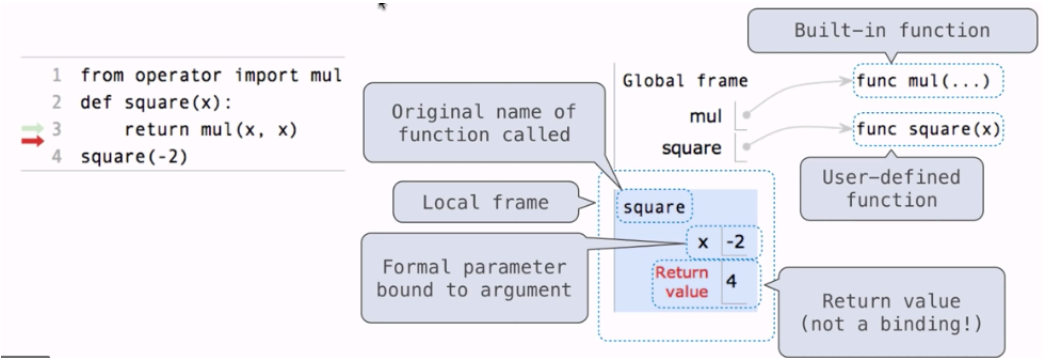 1 from operator import mul
2 def square(x):
3 return mul(x, x)
4 square(-2)
Original name of
function called
Local frame
Formal parameter
bound to argument
Global frame
mul
square
square
x -2
Return
value 4
Built-in function
func mul(...)
func square(x)
User-defined
function
Return value
(not a binding!)